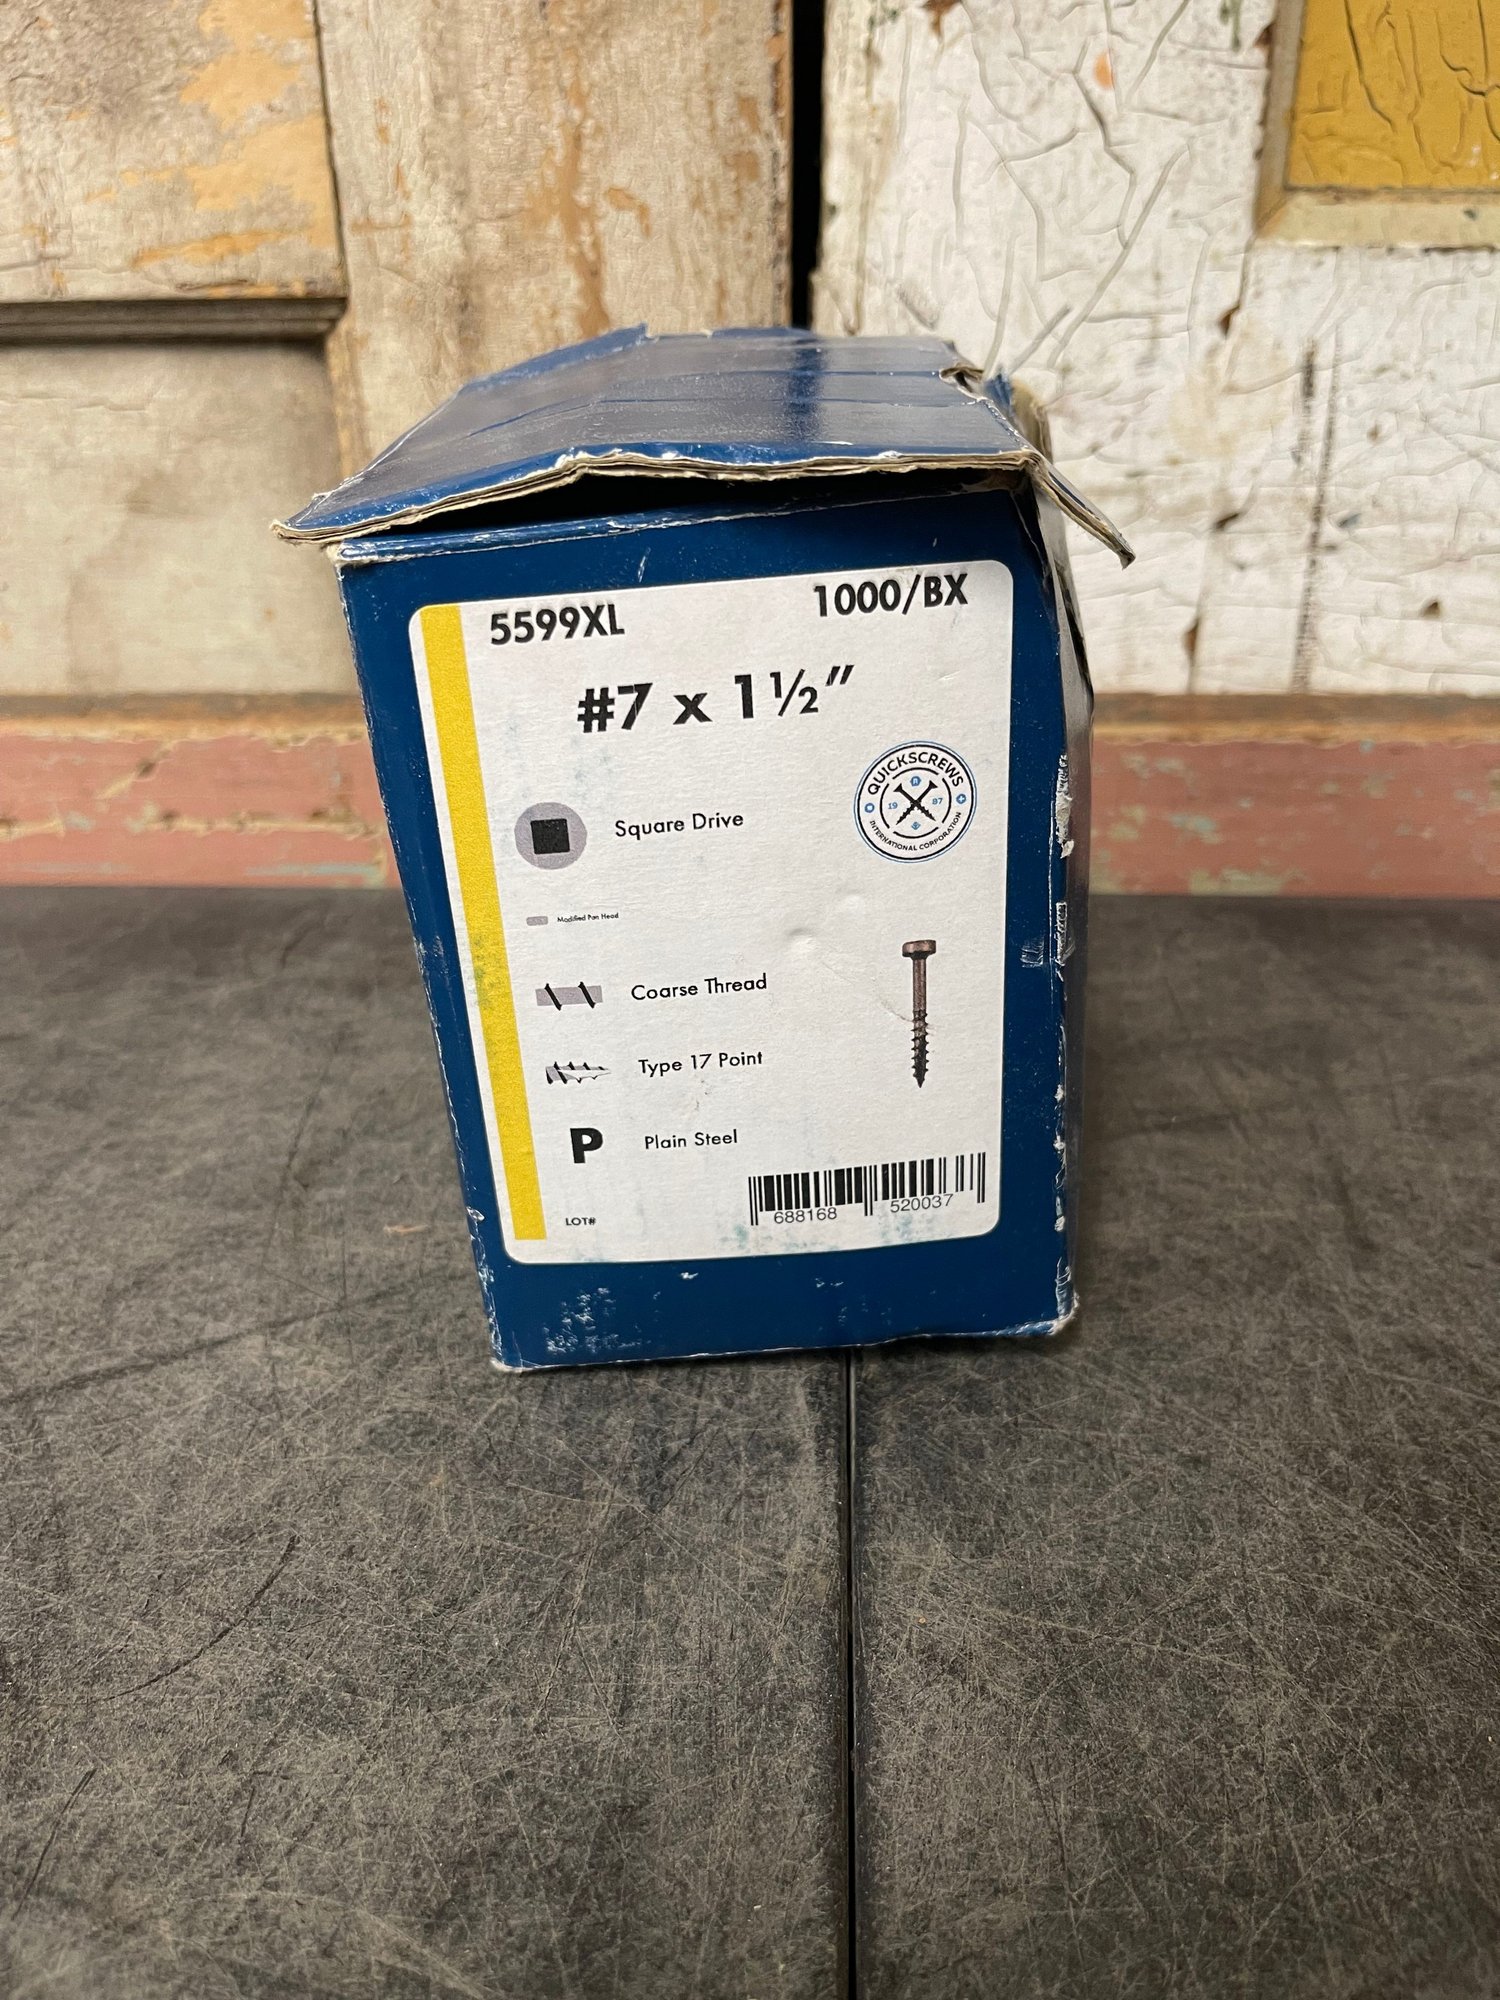 5599XL 1000/BX
#7 x 1½"
QUICKSCREWS
19 87
INTERNATIONAL CORPORATION
Square Drive
Modified Pan Head
Coarse Thread
Type 17 Point
P Plain Steel
LOT#
688168 520037